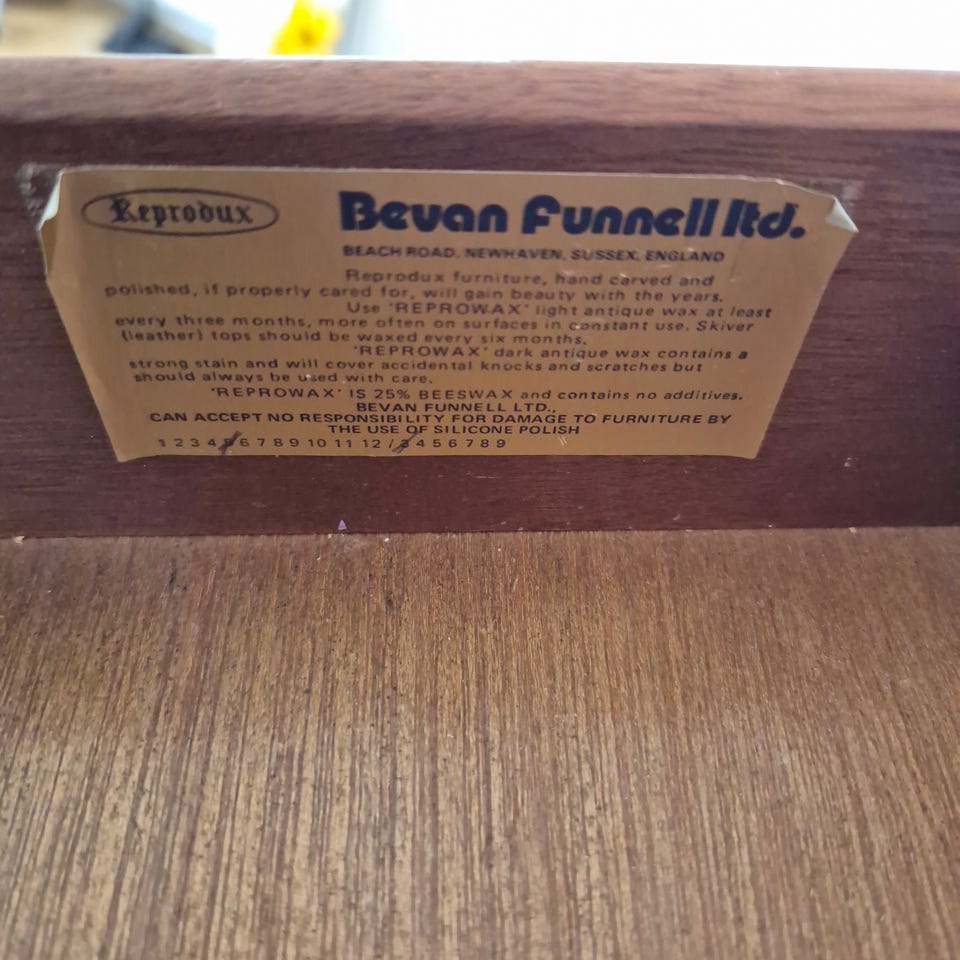 Reprodux
Bevan Funnell ltd.
BEACH ROAD, NEWHAVEN, SUSSEX, ENGLAND
Reprodux furniture, hand carved and
polished, if properly cared for, will gain beauty with the years.
Use 'REPROWAX' light antique wax at least
every three months, more often on surfaces in constant use. Skiver
(leather) tops should be waxed every six months.
'REPROWAX' dark antique wax contains a
strong stain and will cover accidental knocks and scratches but
should always be used with care.
'REPROWAX' IS 25% BEESWAX and contains no additives.
BEVAN FUNNELL LTD.,
CAN ACCEPT NO RESPONSIBILITY FOR DAMAGE TO FURNITURE BY
THE USE OF SILICONE POLISH
1 2 3 4 5 6 7 8 9 10 11 12 / 3 4 5 6 7 8 9